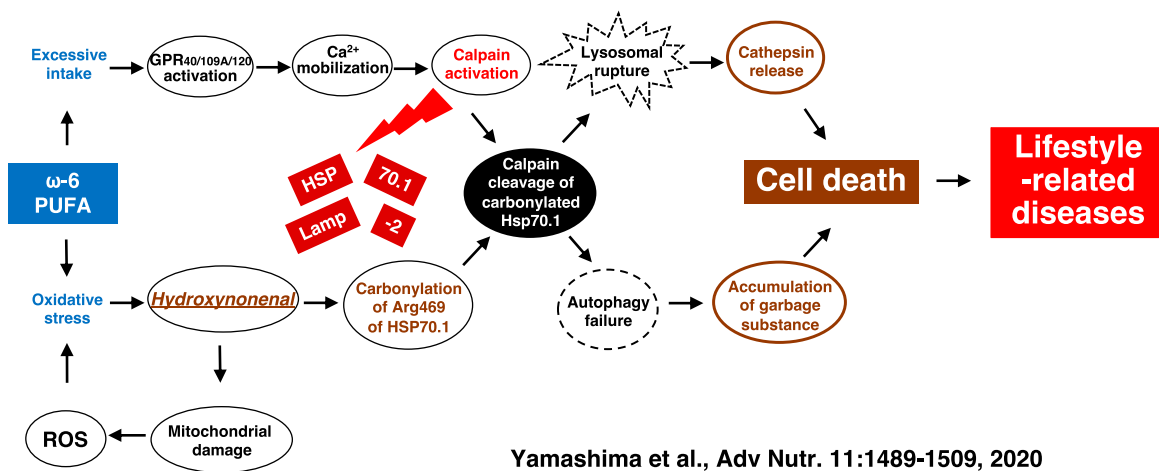 Excessive
intake
GPR40/109A/120
activation
Ca²⁺
mobilization
Calpain
activation
Lysosomal
rupture
Cathepsin
release
ω-6
PUFA
HSP
70.1
Lamp
-2
Calpain
cleavage of
carbonylated
Hsp70.1
Cell death
Lifestyle
-related
diseases
Oxidative
stress
Hydroxynonenal
Carbonylation
of Arg469
of HSP70.1
Autophagy
failure
Accumulation
of garbage
substance
ROS
Mitochondrial
damage
Yamashima et al., Adv Nutr. 11:1489-1509, 2020